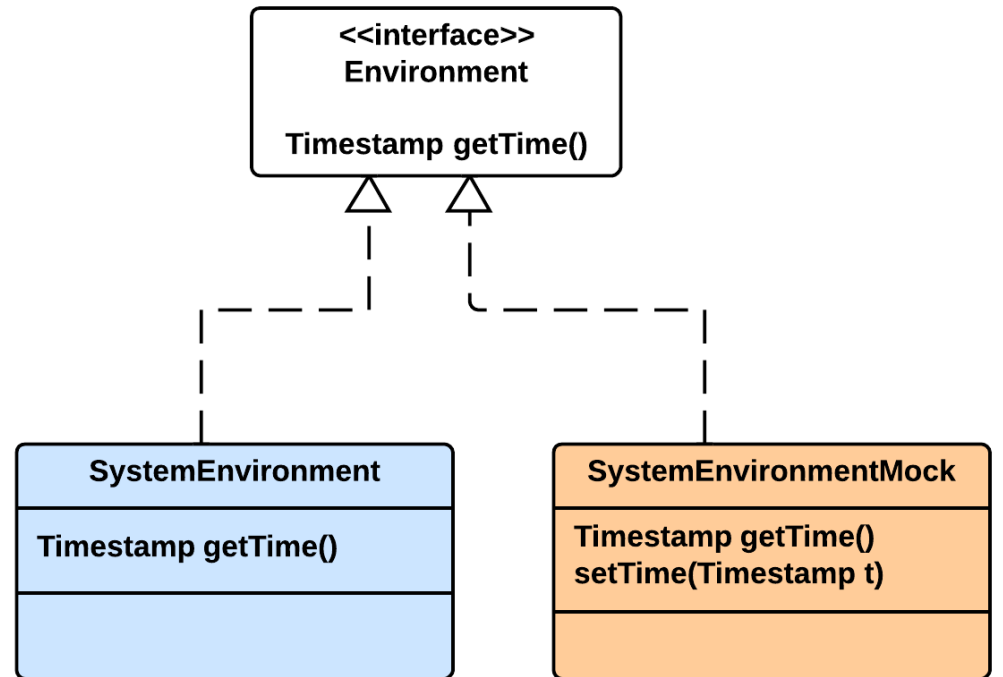 <<interface>>
Environment
Timestamp getTime()
SystemEnvironment
Timestamp getTime()
SystemEnvironmentMock
Timestamp getTime()
setTime(Timestamp t)